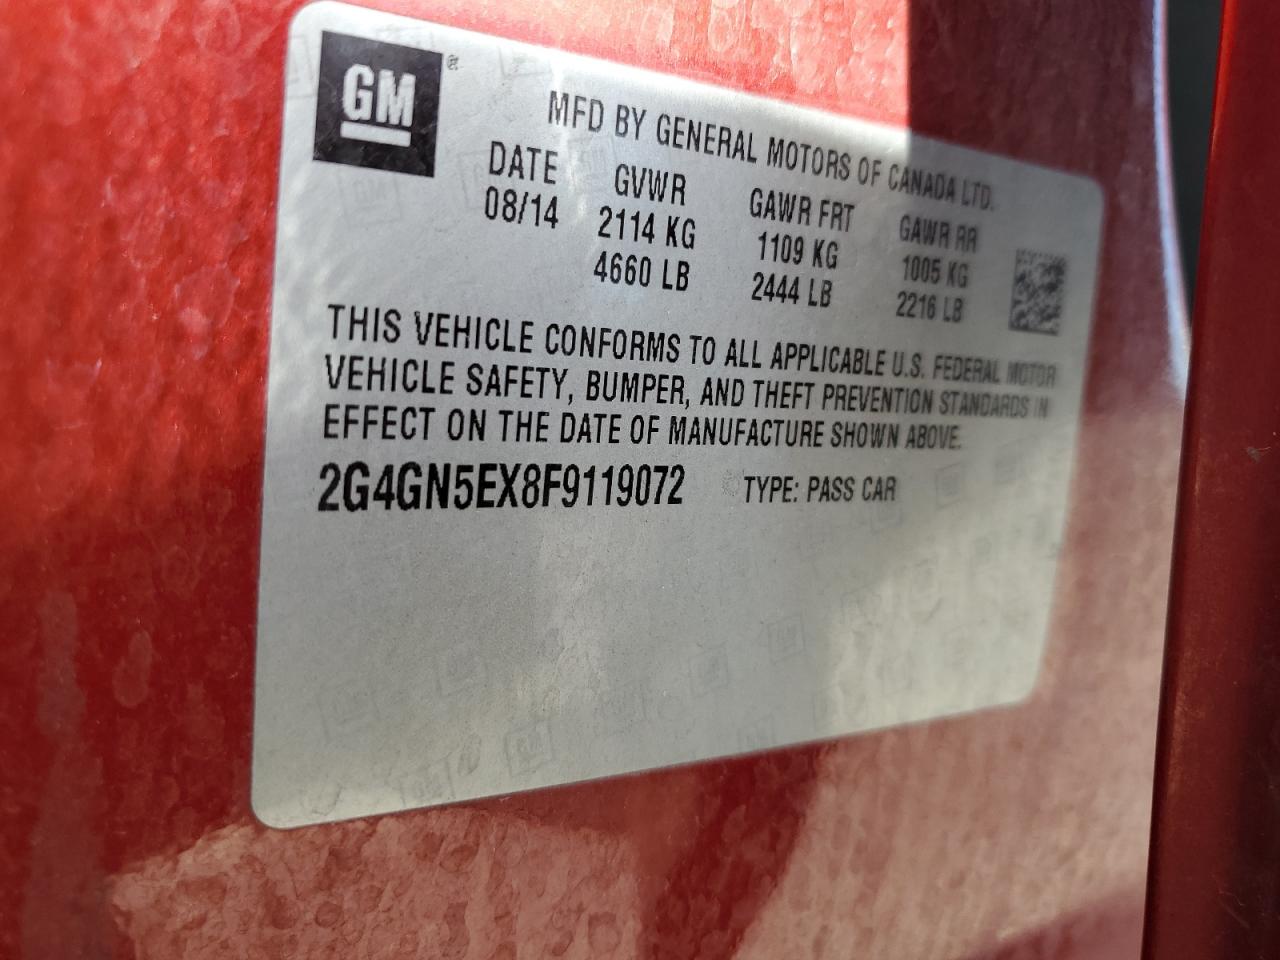 GM
MFD BY GENERAL MOTORS OF CANADA LTD.
DATE GVWR GAWR FRT GAWR RR
08/14 2114 KG 1109 KG 1005 KG
4660 LB 2444 LB 2216 LB
THIS VEHICLE CONFORMS TO ALL APPLICABLE U.S. FEDERAL MOTOR
VEHICLE SAFETY, BUMPER, AND THEFT PREVENTION STANDARDS IN
EFFECT ON THE DATE OF MANUFACTURE SHOWN ABOVE.
2G4GN5EX8F9119072 TYPE: PASS CAR